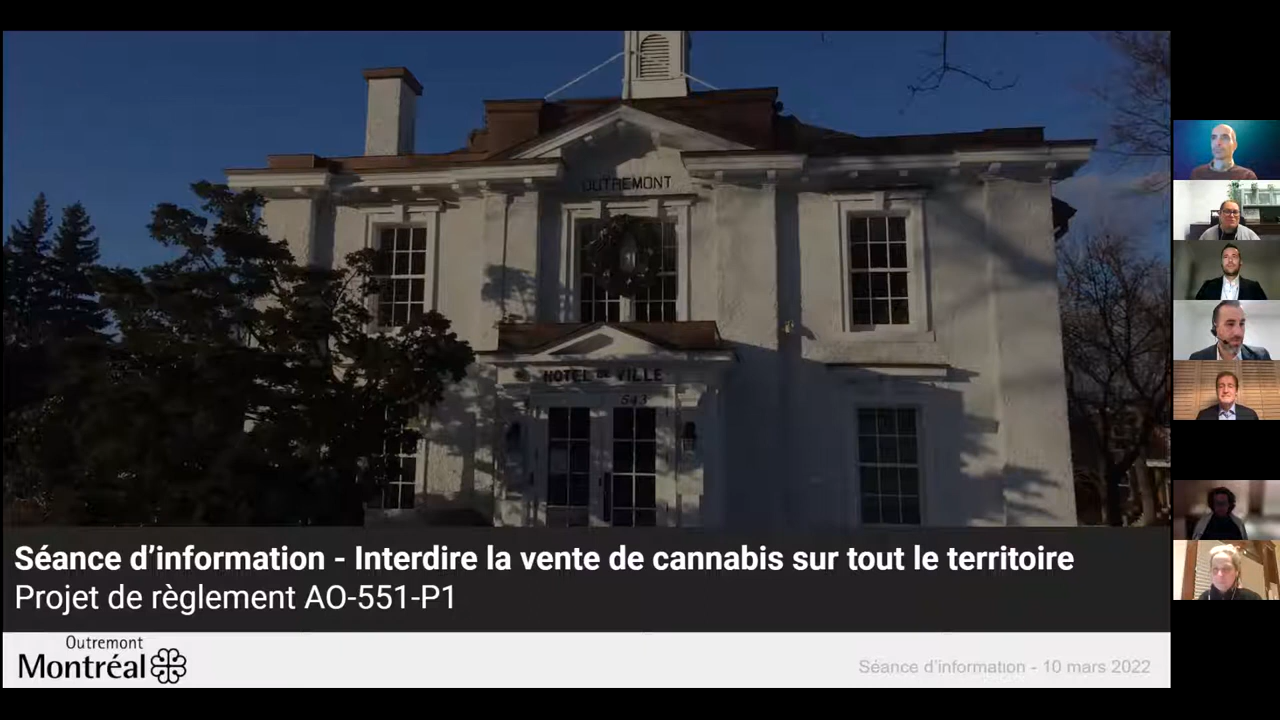 OUTREMONT
HOTEL DE VILLE
543
Séance d’information - Interdire la vente de cannabis sur tout le territoire
Projet de règlement AO-551-P1
Outremont
Montréal
Séance d’information - 10 mars 2022